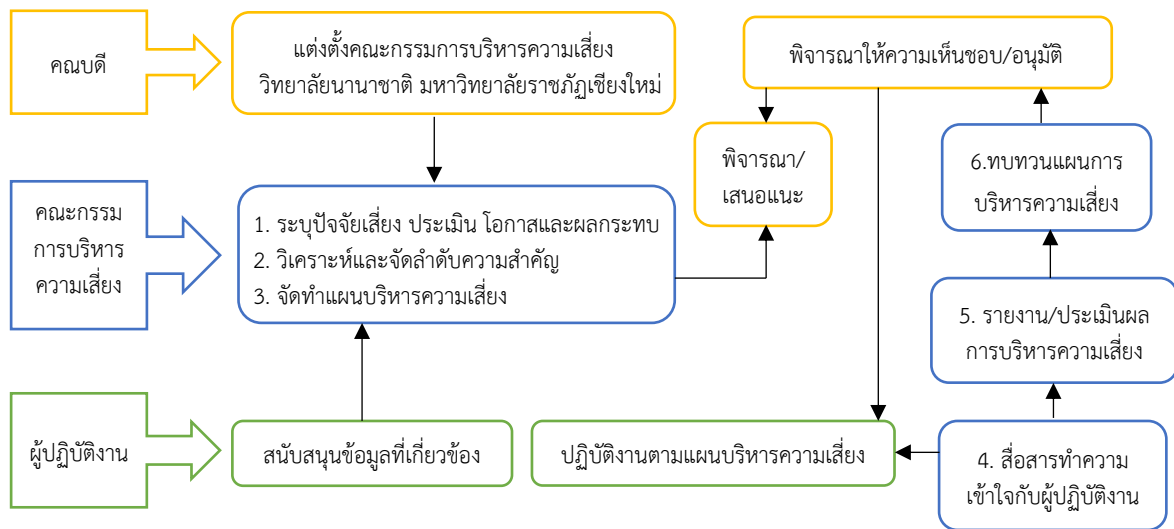 คณบดี
แต่งตั้งคณะกรรมการบริหารความเสี่ยง
วิทยาลัยนานาชาติ มหาวิทยาลัยราชภัฏเชียงใหม่
พิจารณาให้ความเห็นชอบ/อนุมัติ
พิจารณา/
เสนอแนะ
6.ทบทวนแผนการ
บริหารความเสี่ยง
คณะกรรม
การบริหาร
ความเสี่ยง
1. ระบุปัจจัยเสี่ยง ประเมิน โอกาสและผลกระทบ
2. วิเคราะห์และจัดลำดับความสำคัญ
3. จัดทำแผนบริหารความเสี่ยง
5. รายงาน/ประเมินผล
การบริหารความเสี่ยง
ผู้ปฏิบัติงาน
สนับสนุนข้อมูลที่เกี่ยวข้อง
ปฏิบัติงานตามแผนบริหารความเสี่ยง
4. สื่อสารทำความ
เข้าใจกับผู้ปฏิบัติงาน